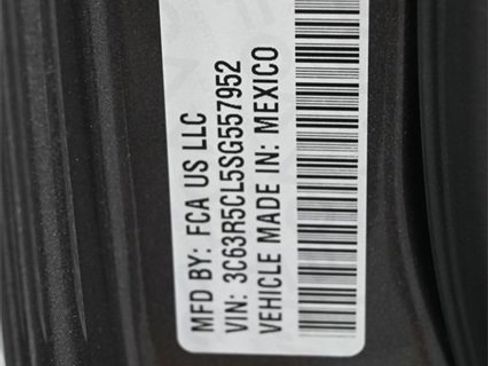 MFD BY: FCA US LLC
VIN: 3C63R5CL5SG557952
VEHICLE MADE IN: MEXICO